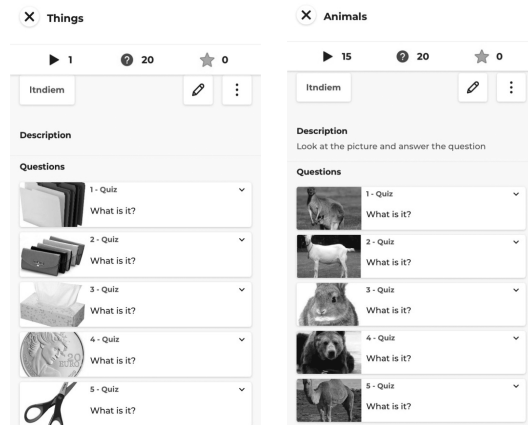 Things
1 20 0
ltndiem
Description
Questions
1 - Quiz
What is it?
2 - Quiz
What is it?
3 - Quiz
What is it?
4 - Quiz
What is it?
5 - Quiz
What is it?
Animals
15 20 0
ltndiem
Description
Look at the picture and answer the question
Questions
1 - Quiz
What is it?
2 - Quiz
What is it?
3 - Quiz
What is it?
4 - Quiz
What is it?
5 - Quiz
What is it?